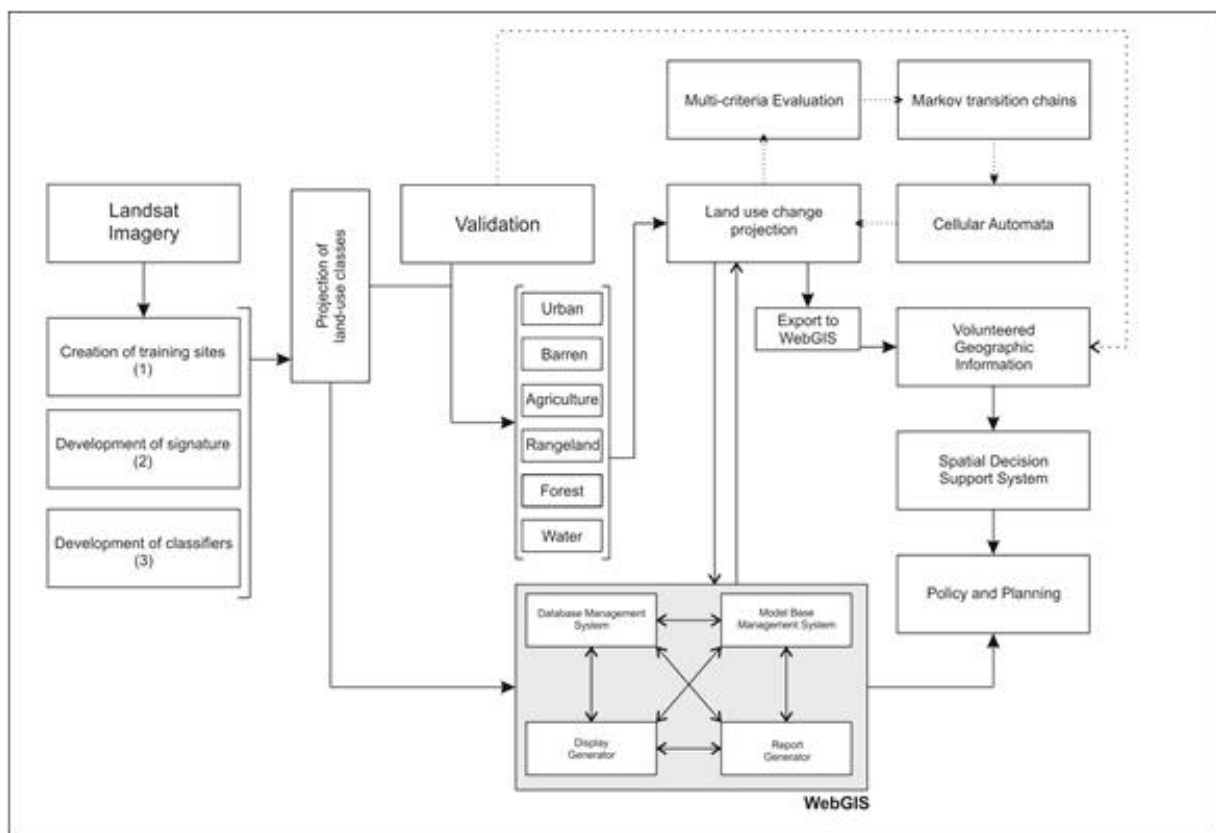 Landsat
Imagery
Creation of training sites
(1)
Development of signature
(2)
Development of classifiers
(3)
Projection of
land-use classes
Validation
Urban
Barren
Agriculture
Rangeland
Forest
Water
Multi-criteria Evaluation
Markov transition chains
Land use change
projection
Cellular Automata
Export to
WebGIS
Volunteered
Geographic
Information
Spatial Decision
Support System
Policy and Planning
Database Management
System
Model Base
Management System
Display
Generator
Report
Generator
WebGIS